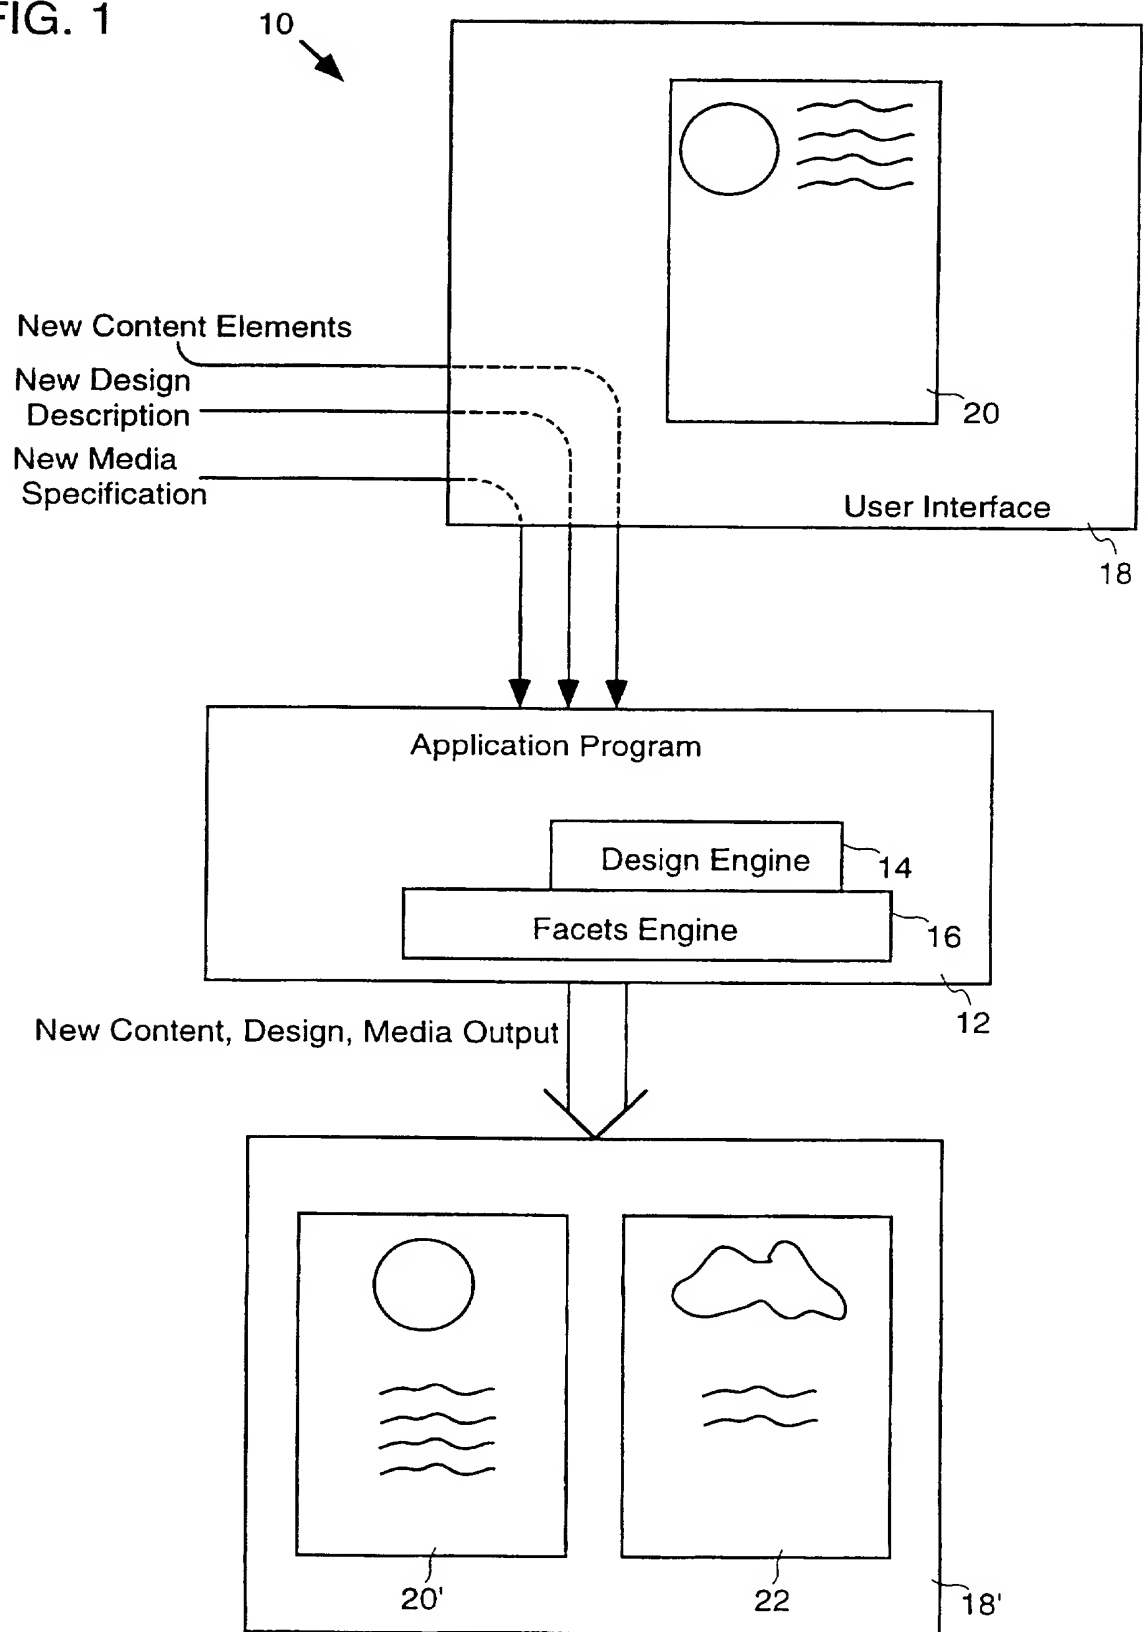 FIG. 1
10
20
New Content Elements
New Design
Description
New Media
Specification
User Interface
18
Application Program
Design Engine
14
Facets Engine
16
12
New Content, Design, Media Output
20'
22
18'